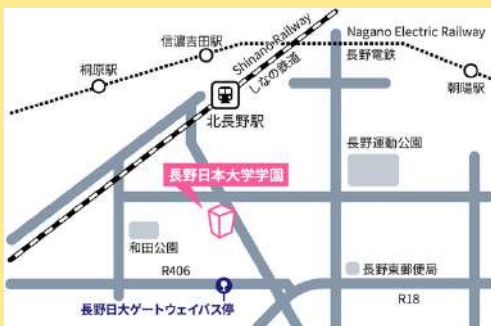 信濃吉田駅
Shinano Railway
しなの鉄道
Nagano Electric Railway
長野電鉄
桐原駅
朝陽駅
北長野駅
長野運動公園
長野日本大学学園
和田公園
R406
長野東郵便局
R18
長野日大ゲートウェイバス停